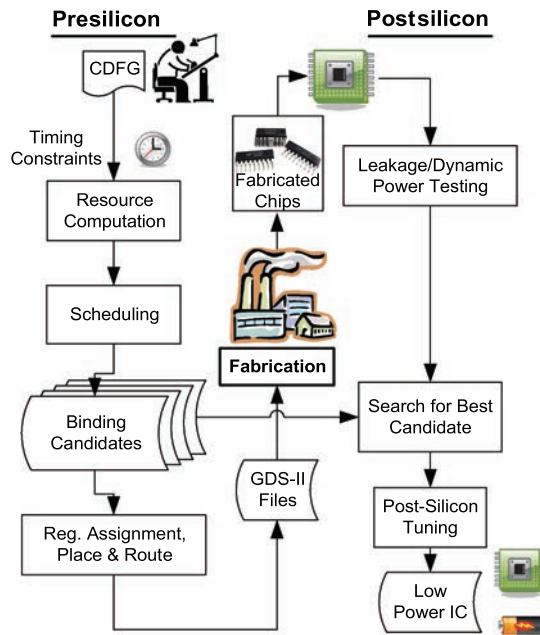 Presilicon
Postsilicon
CDFG
Timing
Constraints
Resource
Computation
Scheduling
Binding
Candidates
Reg. Assignment,
Place & Route
GDS-II
Files
Fabrication
Fabricated
Chips
Leakage/Dynamic
Power Testing
Search for Best
Candidate
Post-Silicon
Tuning
Low
Power IC